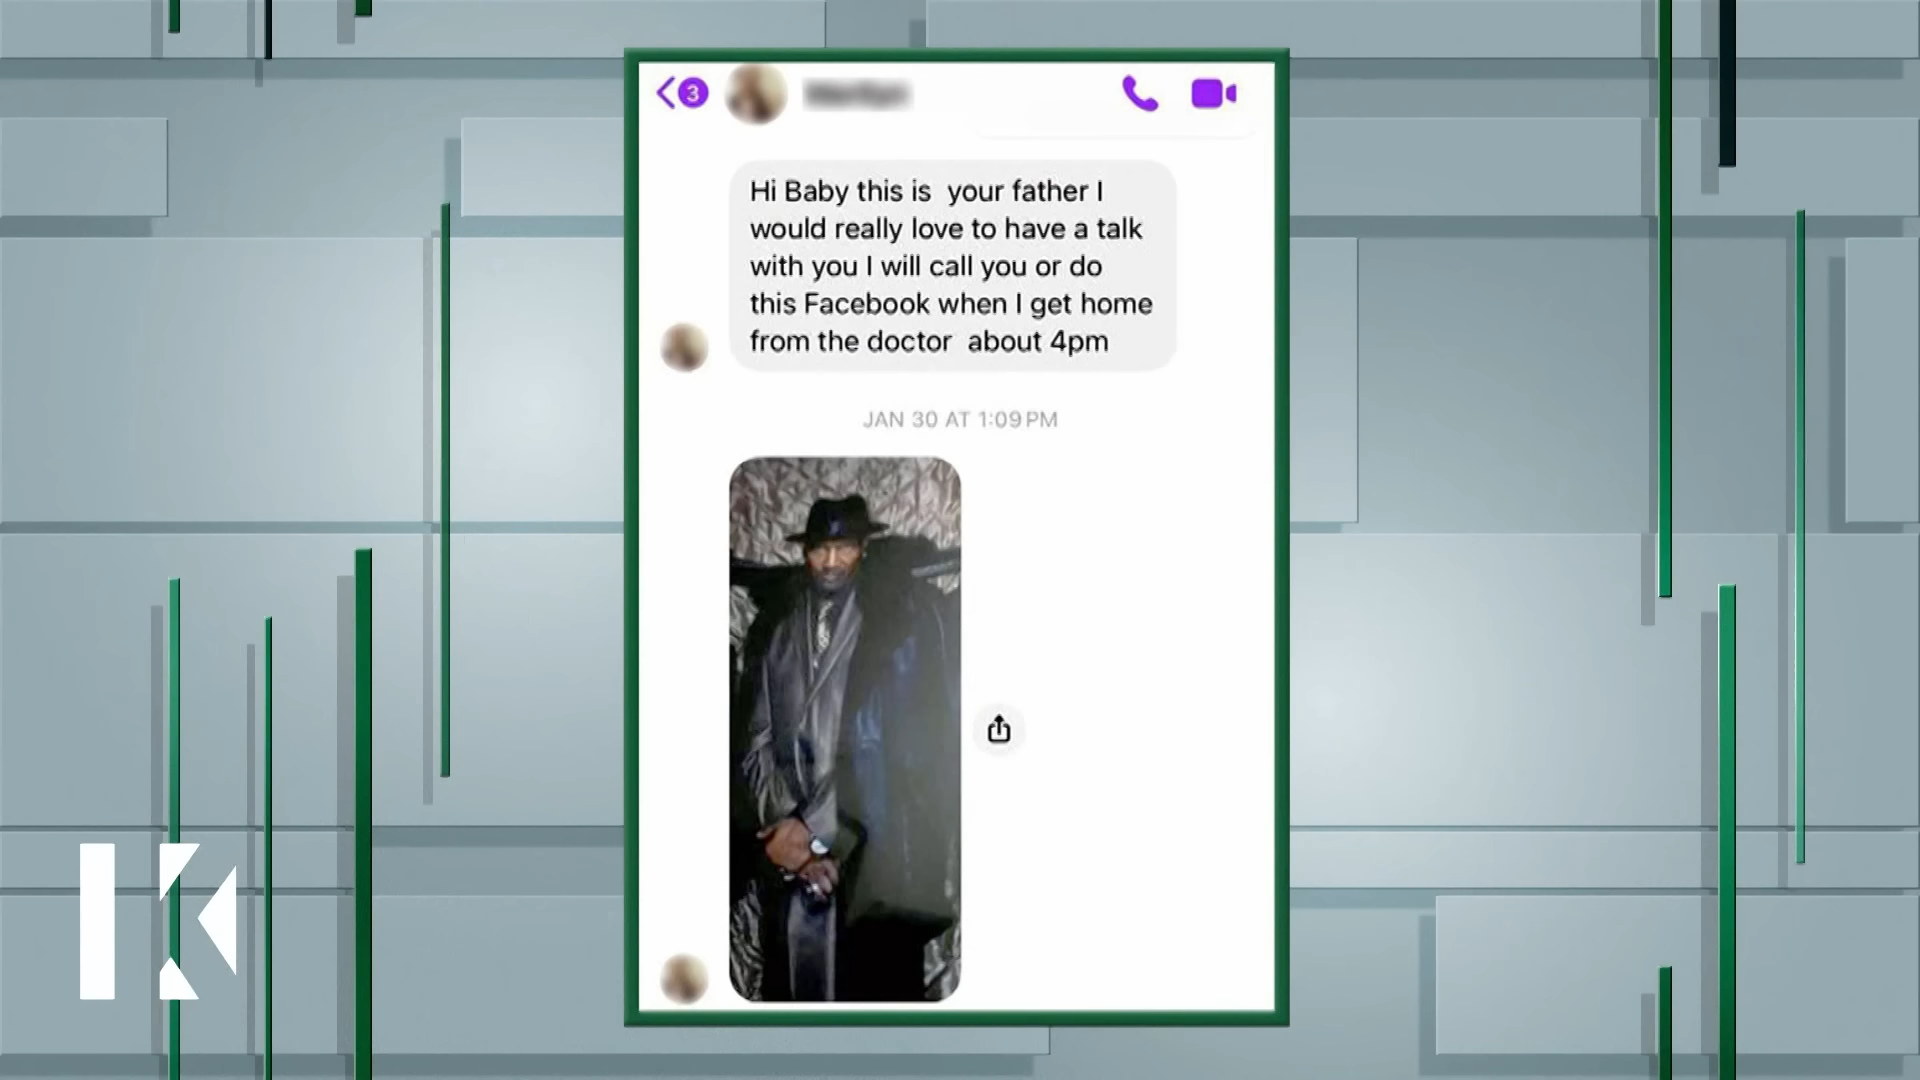 3
Hi Baby this is  your father I
would really love to have a talk
with you I will call you or do
this Facebook when I get home
from the doctor  about 4pm
JAN 30 AT 1:09 PM
K